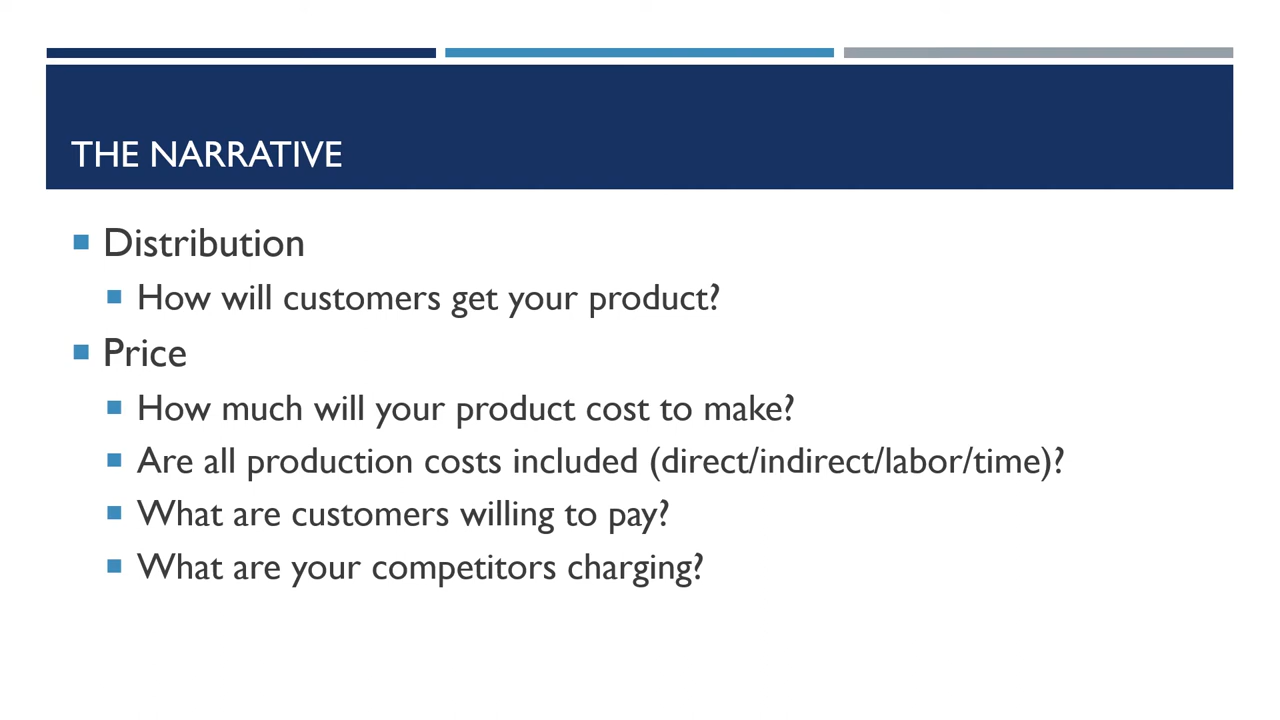 THE NARRATIVE
Distribution
How will customers get your product?
Price
How much will your product cost to make?
Are all production costs included (direct/indirect/labor/time)?
What are customers willing to pay?
What are your competitors charging?